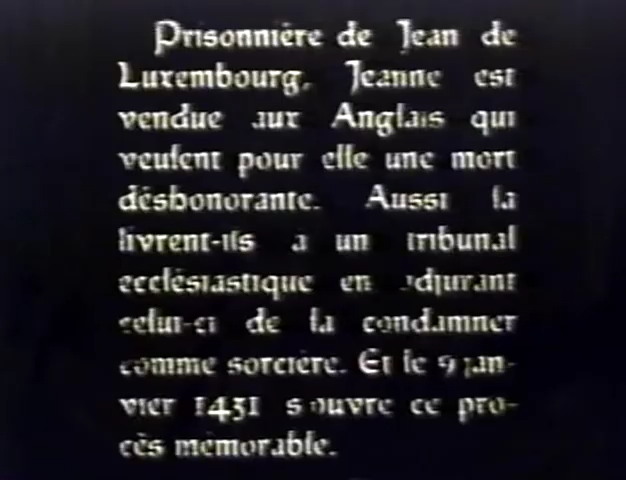 Prisonnière de Jean de
Luxembourg, Jeanne est
vendue aux Anglais qui
veulent pour elle une mort
déshonorante. Aussi la
livrent-ils à un tribunal
ecclésiastique en adjurant
celui-ci de la condamner
comme sorcière. Et le 9 jan-
vier 1431 s'ouvre ce pro-
cès mémorable.